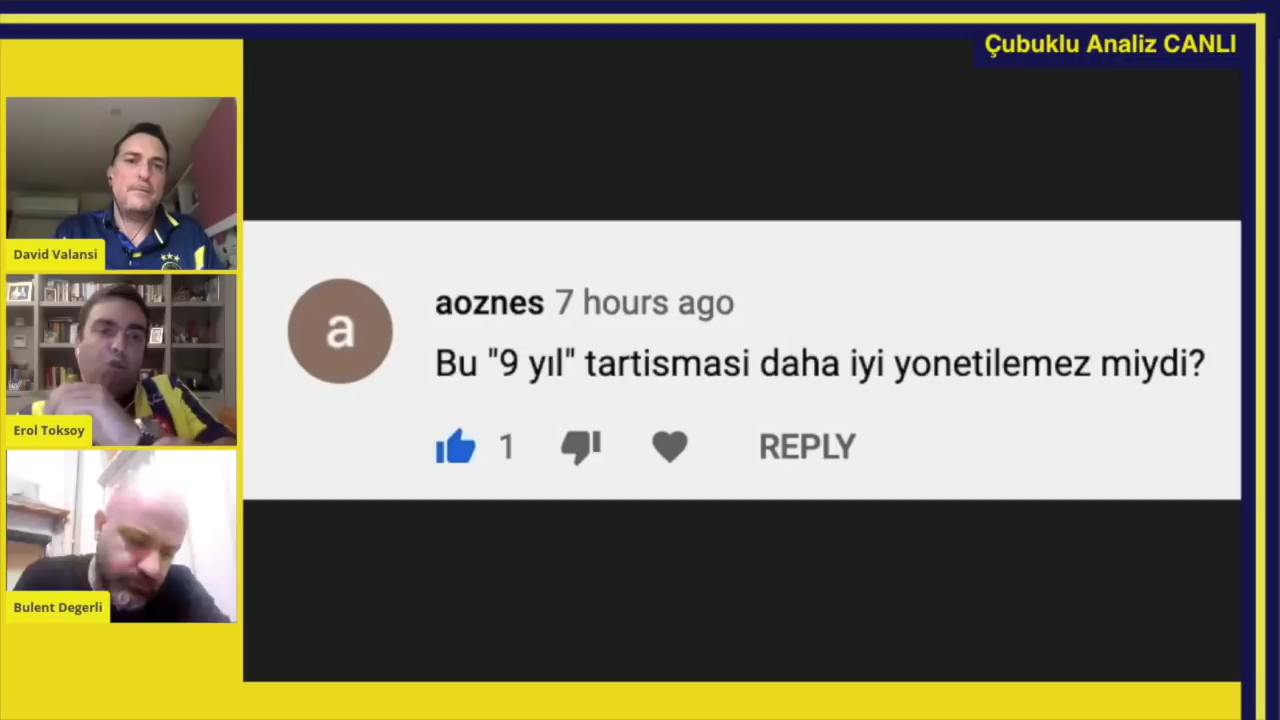 Çubuklu Analiz CANLI
David Valansi
Erol Toksoy
Bulent Degerli
a
aoznes 7 hours ago
Bu "9 yıl" tartismasi daha iyi yonetilemez miydi?
1
REPLY